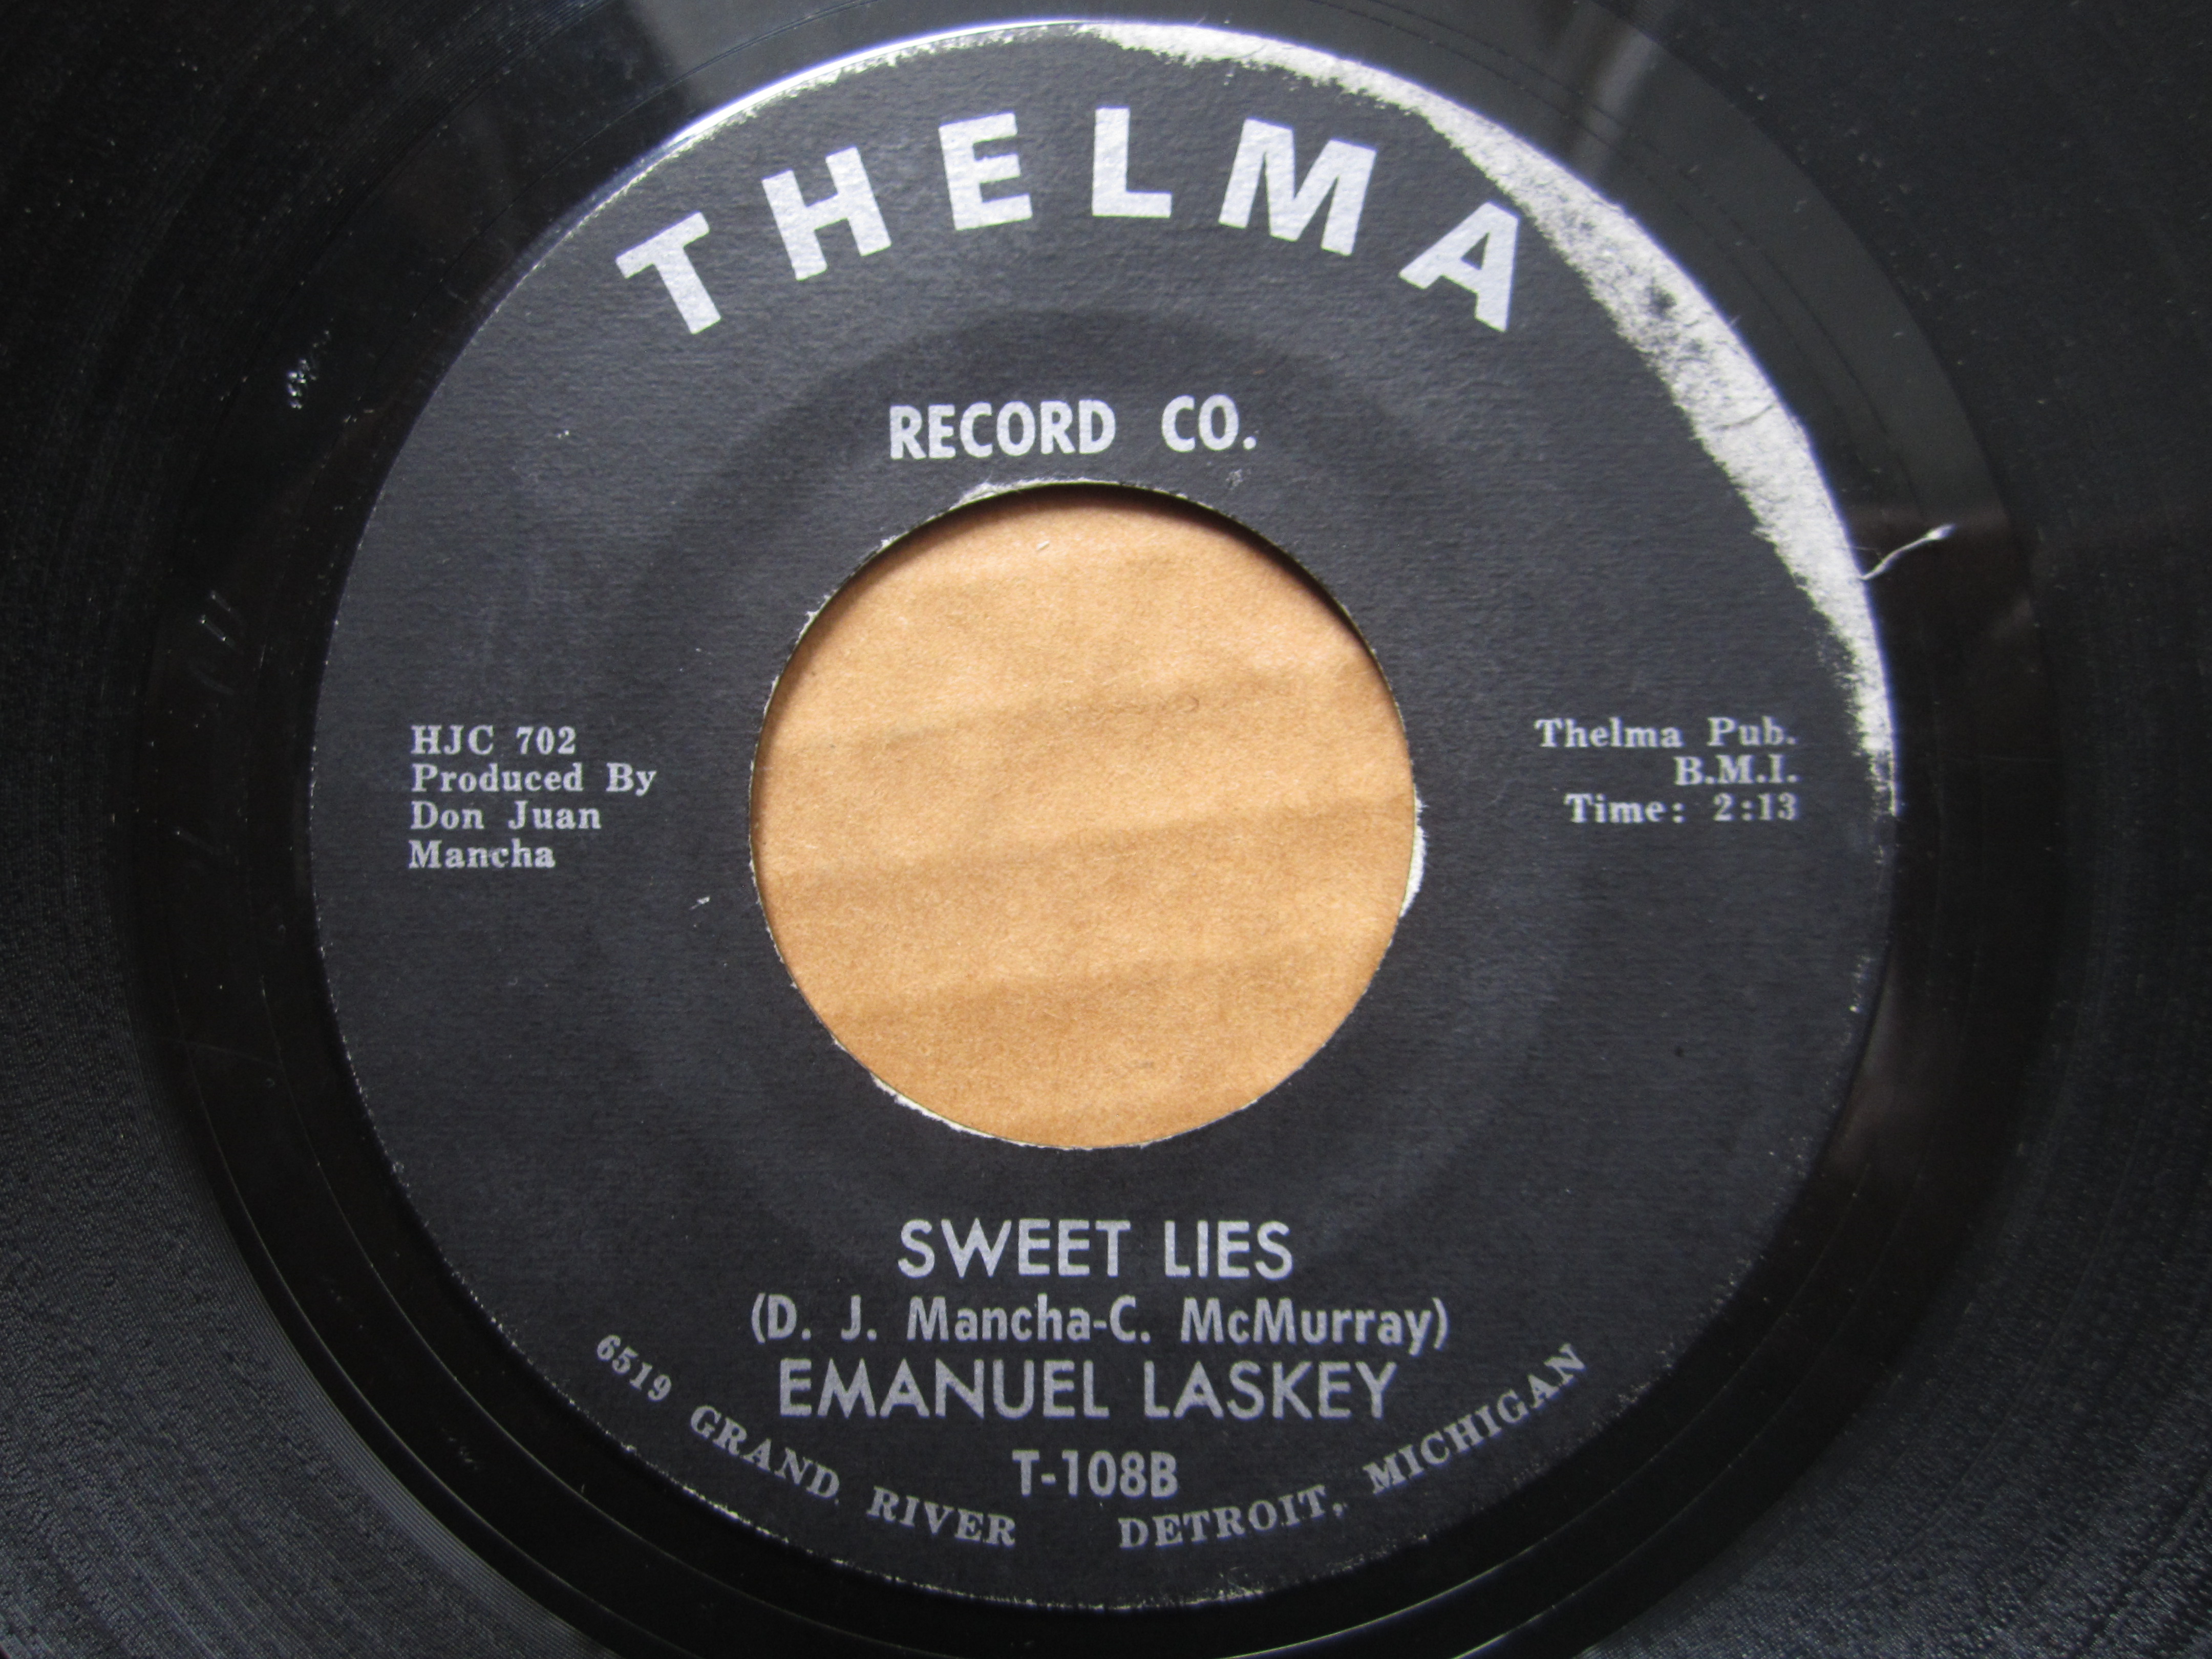 THELMA
RECORD CO.
HJC 702
Produced By
Don Juan
Mancha
Thelma Pub.
B.M.I.
Time: 2:13
SWEET LIES
(D. J. Mancha-C. McMurray)
EMANUEL LASKEY
T-108B
6519 GRAND RIVER DETROIT, MICHIGAN